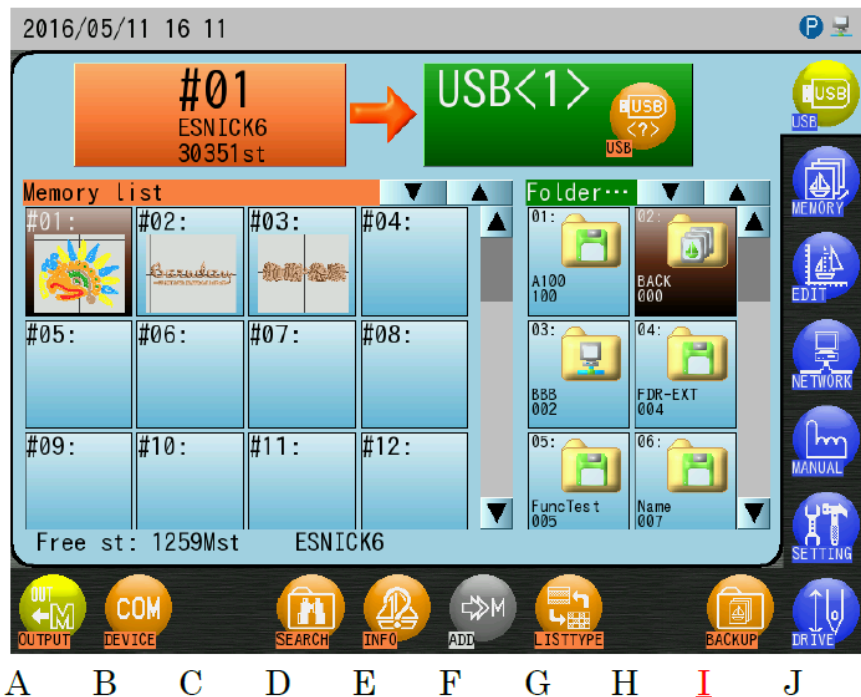 2016/05/11 16 11
P
#01
ESNICK6
30351st
USB<1>
USB
<?>
USB
USB
USB
Memory list
Folder···
#01:
#02:
#03:
#04:
Barudan
01:
A100
100
02:
BACK
000
MEMORY
EDIT
#05:
#06:
#07:
#08:
03:
BBB
002
04:
FDR-EXT
004
NETWORK
#09:
#10:
#11:
#12:
05:
FuncTest
005
06:
Name
007
MANUAL
Free st: 1259Mst
ESNICK6
SETTING
OUT
M
OUTPUT
COM
DEVICE
SEARCH
INFO
M
ADD
LISTTYPE
BACKUP
DRIVE
A B C D E F G H I J